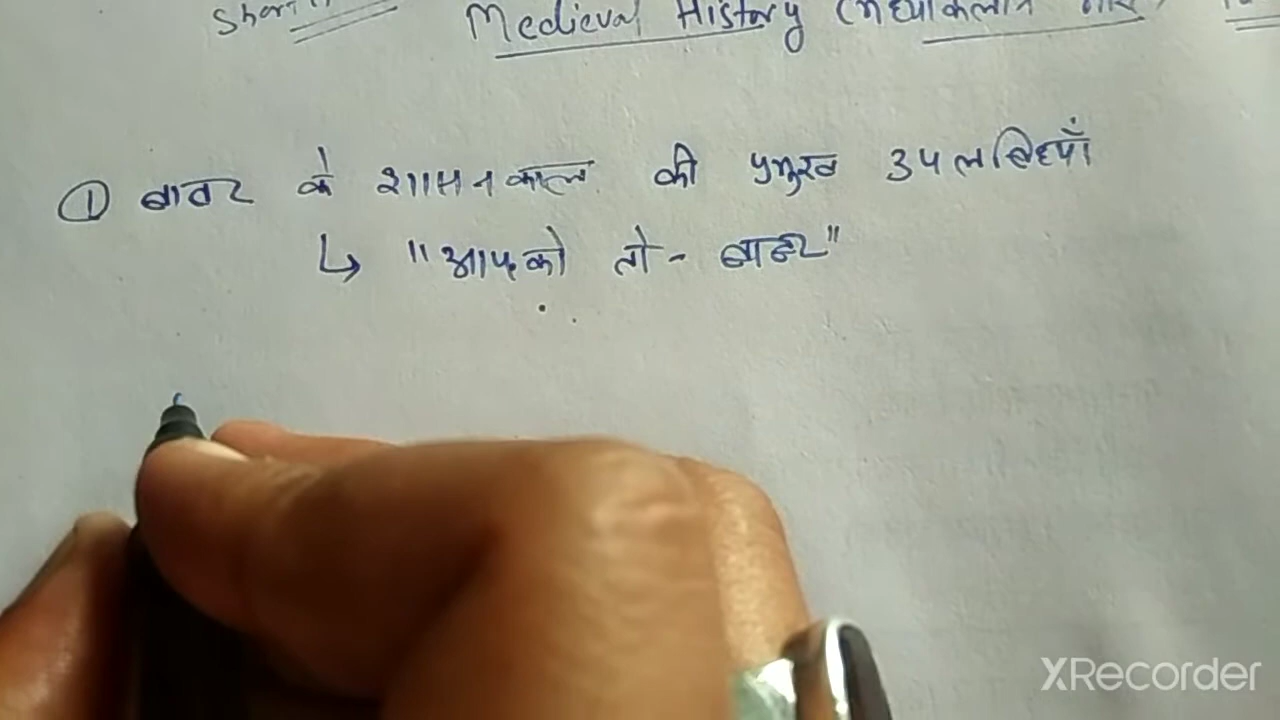 Medieval History
① बाबर के शासनकाल की प्रमुख उपलब्धियाँ
↳ "आपको तो - बाबर"
XRecorder